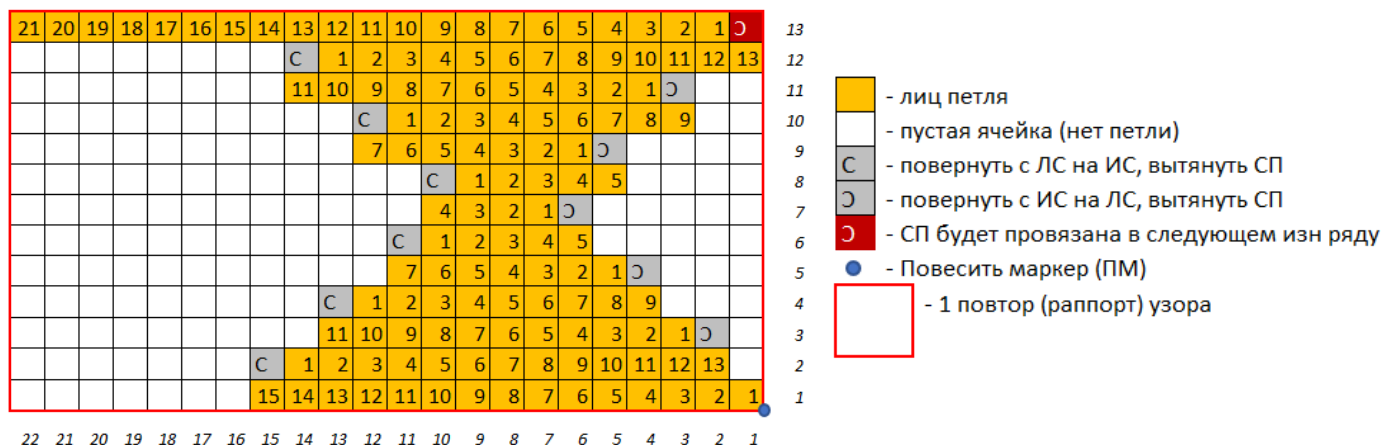 21 20 19 18 17 16 15 14 13 12 11 10 9 8 7 6 5 4 3 2 1 Ɔ 13
С 1 2 3 4 5 6 7 8 9 10 11 12 13 12
11 10 9 8 7 6 5 4 3 2 1 Ɔ 11
С 1 2 3 4 5 6 7 8 9 10
7 6 5 4 3 2 1 Ɔ 9
С 1 2 3 4 5 8
4 3 2 1 Ɔ 7
С 1 2 3 4 5 6
7 6 5 4 3 2 1 Ɔ 5
С 1 2 3 4 5 6 7 8 9 4
11 10 9 8 7 6 5 4 3 2 1 Ɔ 3
С 1 2 3 4 5 6 7 8 9 10 11 12 13 2
15 14 13 12 11 10 9 8 7 6 5 4 3 2 1 1
22 21 20 19 18 17 16 15 14 13 12 11 10 9 8 7 6 5 4 3 2 1
- лиц петля
- пустая ячейка (нет петли)
С - повернуть с ЛС на ИС, вытянуть СП
Ɔ - повернуть с ИС на ЛС, вытянуть СП
Ɔ - СП будет провязана в следующем изн ряду
- Повесить маркер (ПМ)
- 1 повтор (раппорт) узора